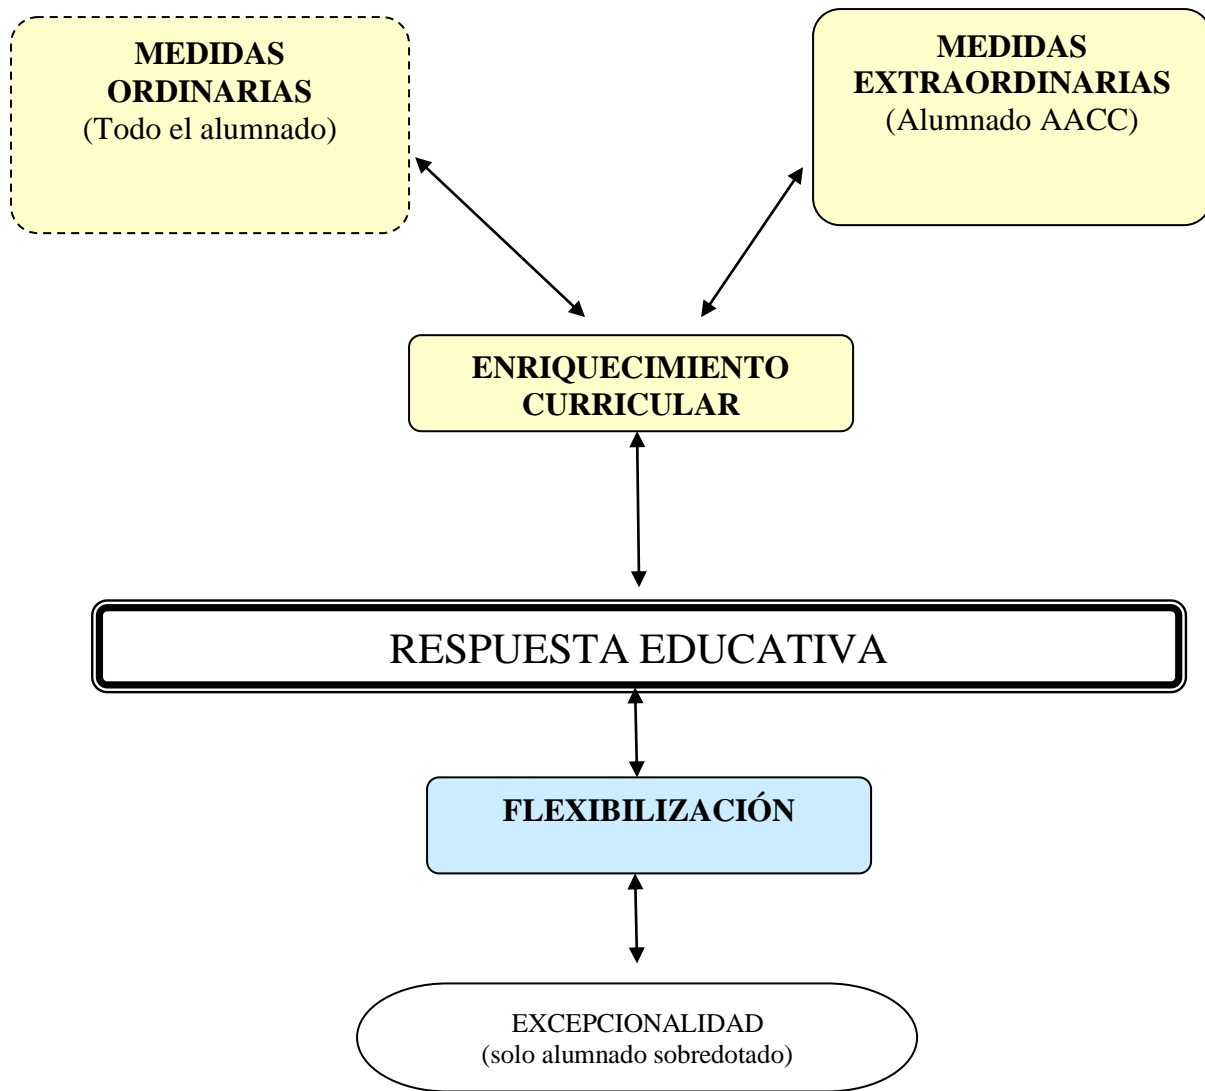 MEDIDAS
ORDINARIAS
(Todo el alumnado)
MEDIDAS
EXTRAORDINARIAS
(Alumnado AACC)
ENRIQUECIMIENTO
CURRICULAR
RESPUESTA EDUCATIVA
FLEXIBILIZACIÓN
EXCEPCIONALIDAD
(solo alumnado sobredotado)